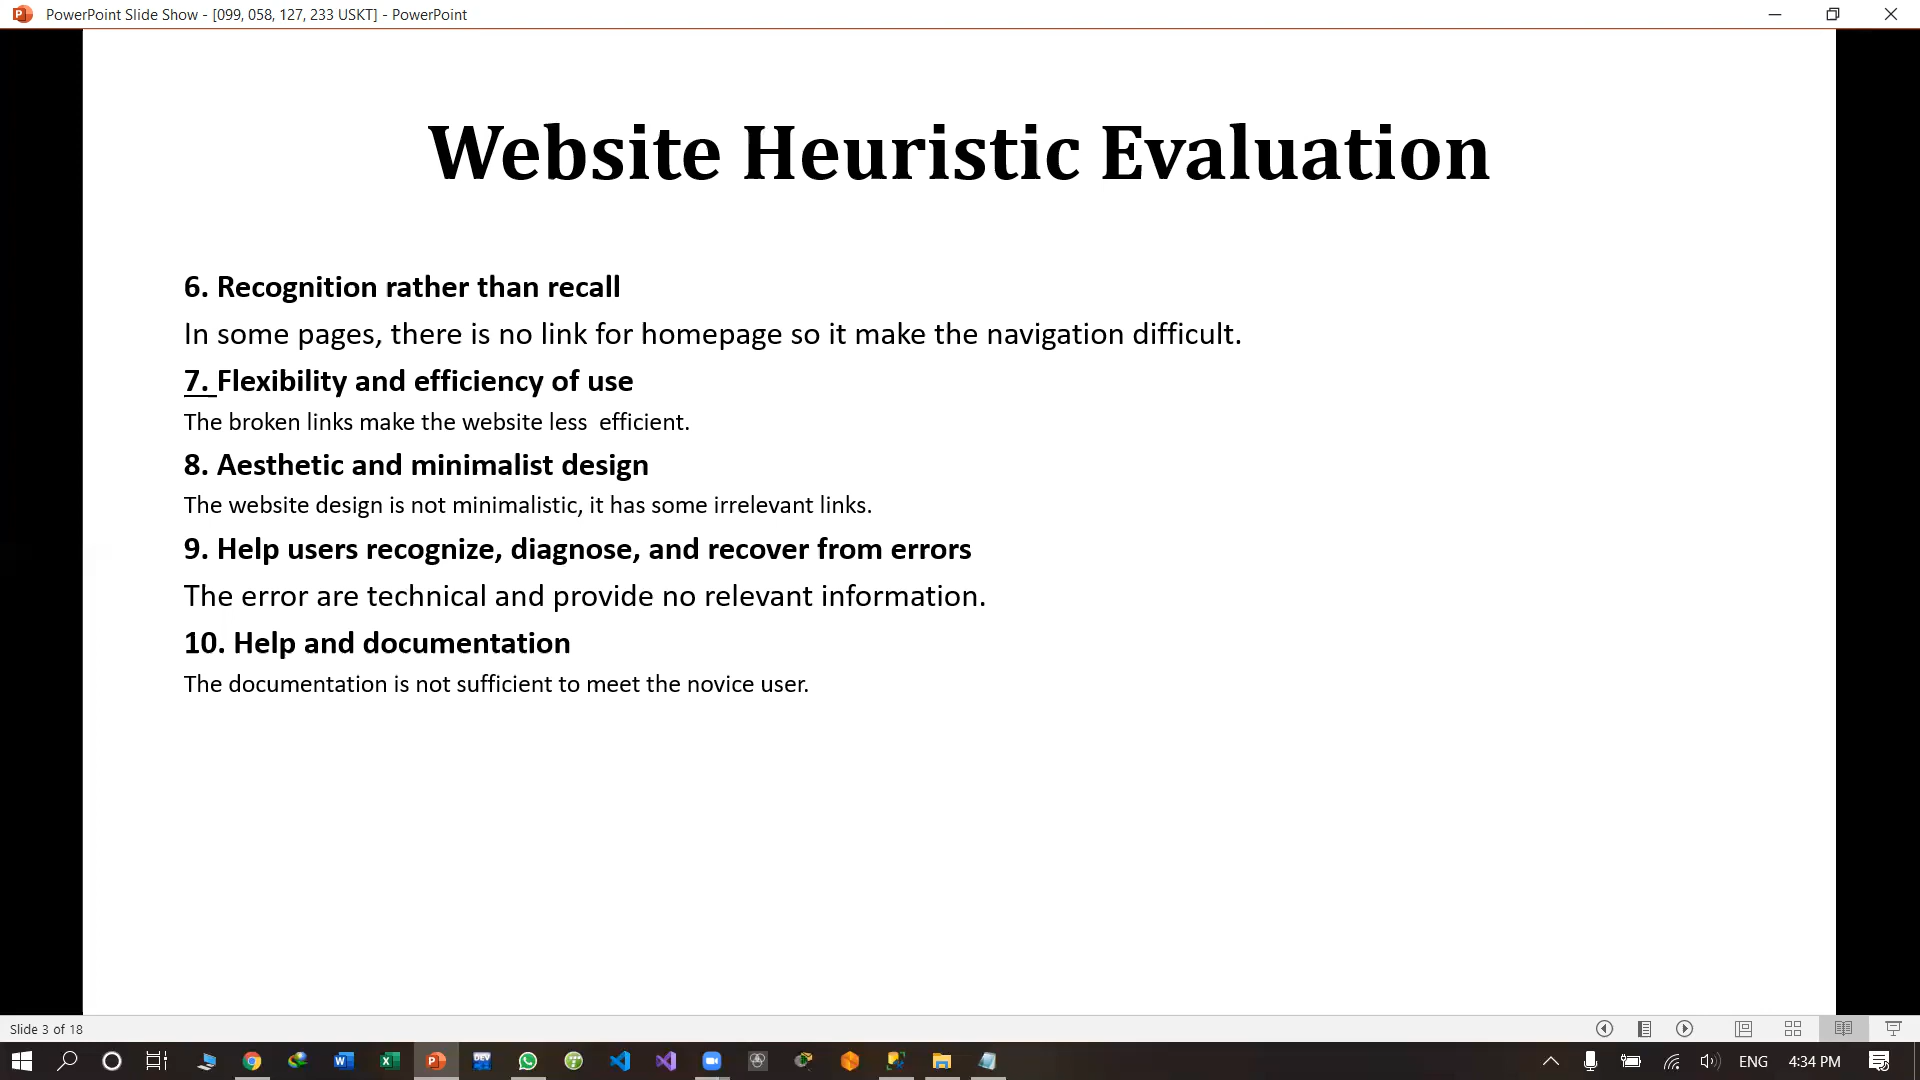 PowerPoint Slide Show - [099, 058, 127, 233 USKT] - PowerPoint
Website Heuristic Evaluation
6. Recognition rather than recall
In some pages, there is no link for homepage so it make the navigation difficult.
7. Flexibility and efficiency of use
The broken links make the website less  efficient.
8. Aesthetic and minimalist design
The website design is not minimalistic, it has some irrelevant links.
9. Help users recognize, diagnose, and recover from errors
The error are technical and provide no relevant information.
10. Help and documentation
The documentation is not sufficient to meet the novice user.
Slide 3 of 18
DEV
ENG
4:34 PM